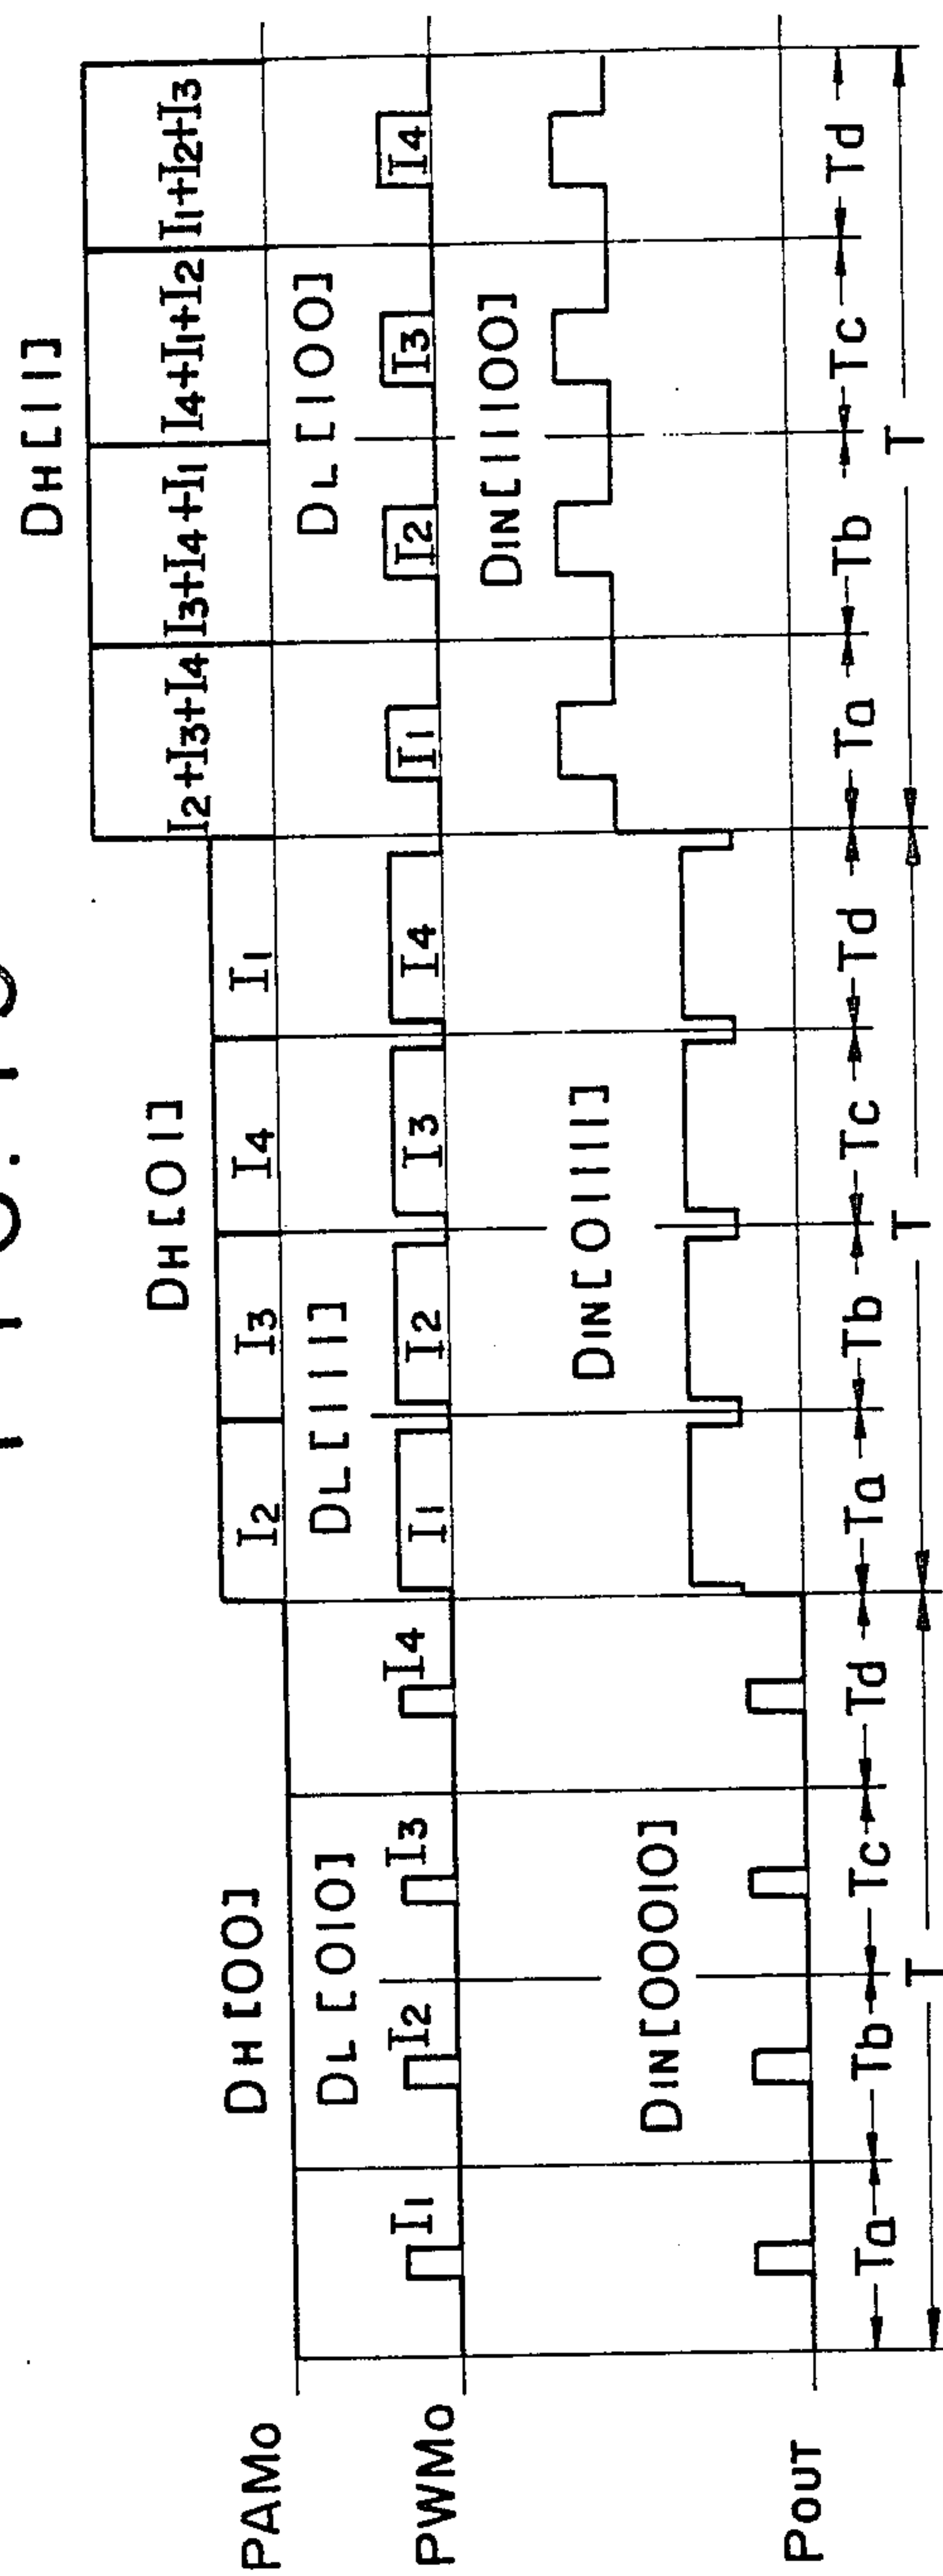 DH[00] DH[01] DH[11]
PAMo I2 I3 I4 I1 I2+I3+I4 I3+I4+I1 I4+I1+I2 I1+I2+I3
DL[010] DL[111] DL[100]
PWMo I1 I2 I3 I4 I1 I2 I3 I4 I1 I2 I3 I4
DIN[00010] DIN[01111] DIN[11100]
POUT
Ta Tb Tc Td Ta Tb Tc Td Ta Tb Tc Td
T T T